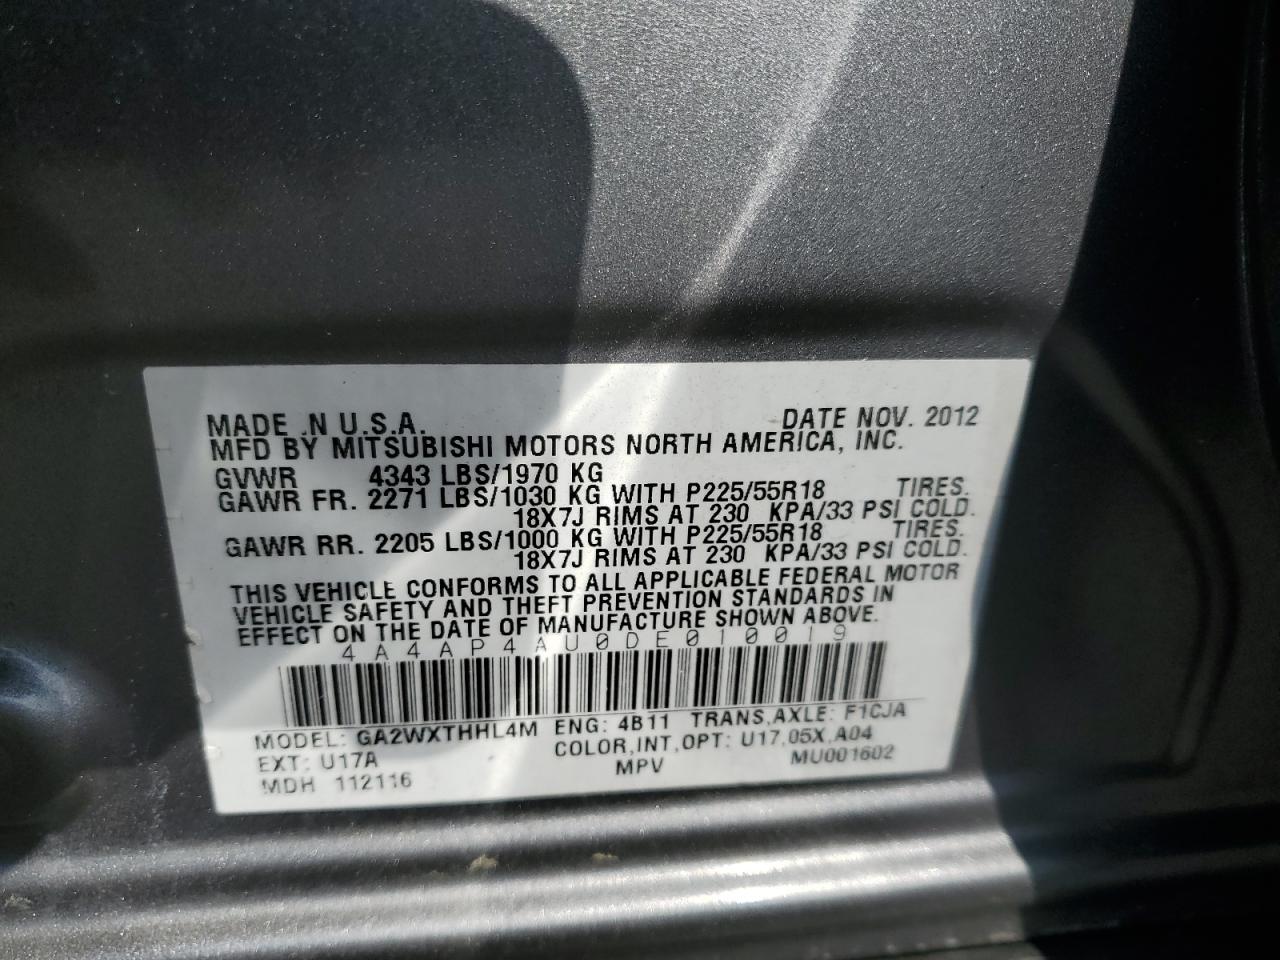 MADE IN U.S.A. DATE NOV. 2012
MFD BY MITSUBISHI MOTORS NORTH AMERICA, INC.
GVWR 4343 LBS/1970 KG
GAWR FR. 2271 LBS/1030 KG WITH P225/55R18 TIRES.
18X7J RIMS AT 230 KPA/33 PSI COLD.
GAWR RR. 2205 LBS/1000 KG WITH P225/55R18 TIRES.
18X7J RIMS AT 230 KPA/33 PSI COLD.
THIS VEHICLE CONFORMS TO ALL APPLICABLE FEDERAL MOTOR
VEHICLE SAFETY AND THEFT PREVENTION STANDARDS IN
EFFECT ON THE DATE OF MANUFACTURE SHOWN ABOVE.
4A4AP4AU0DE010019
MODEL: GA2WXTHHL4M ENG: 4B11 TRANS,AXLE: F1CJA
EXT: U17A COLOR,INT,OPT: U17,05X,A04
MDH 112116 MPV MU001602